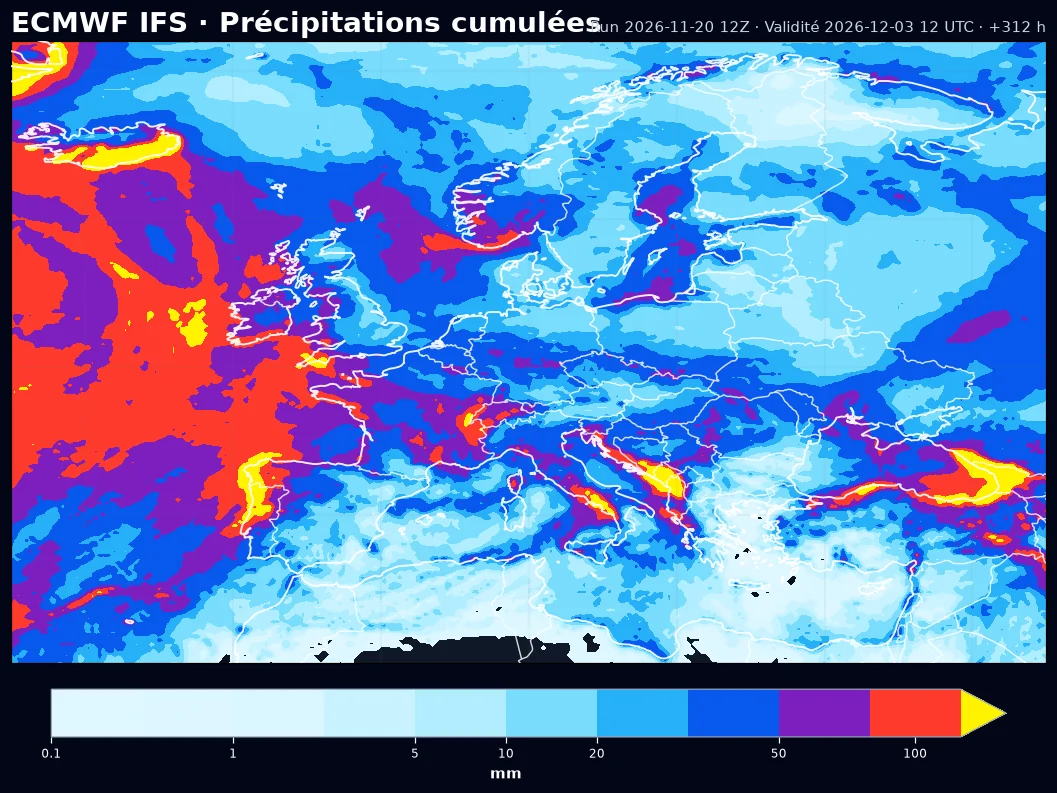 ECMWF IFS · Précipitations cumulées
Run 2026-11-20 12Z · Validité 2026-12-03 12 UTC · +312 h
0.1 1 5 10 20 50 100
mm